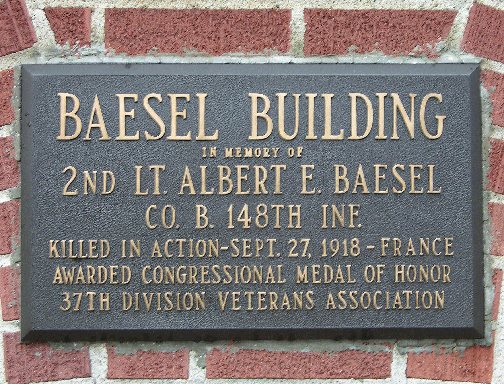 BAESEL BUILDING
IN MEMORY OF
2ND LT. ALBERT E. BAESEL
CO. B. 148TH INF.
KILLED IN ACTION-SEPT. 27, 1918-FRANCE
AWARDED CONGRESSIONAL MEDAL OF HONOR
37TH DIVISION VETERANS ASSOCIATION